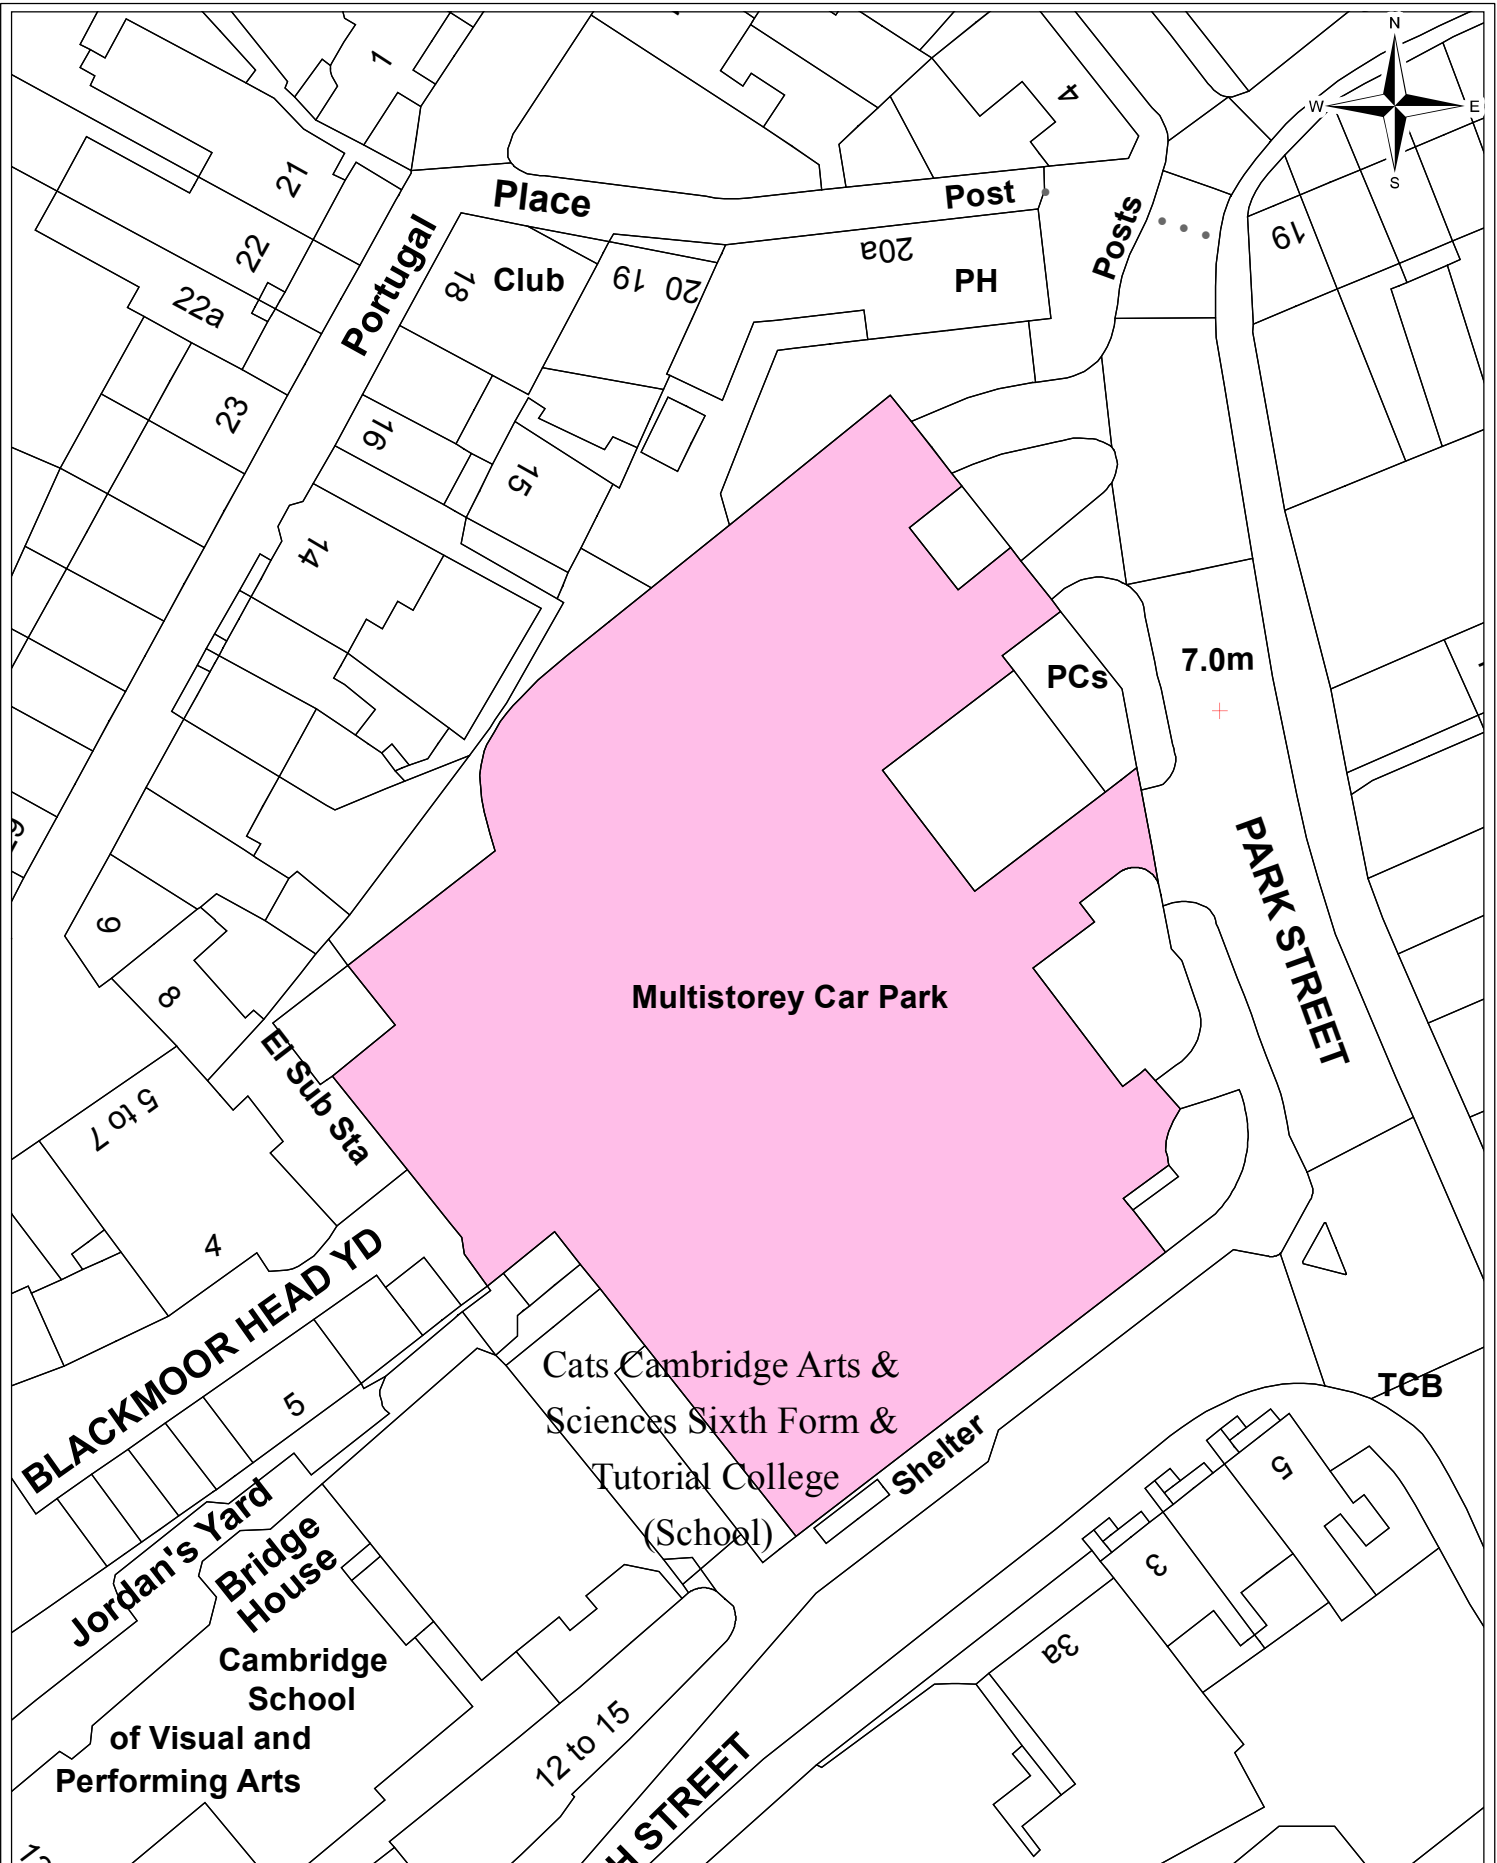 N
W
E
S
1
4
21
Place
Post
Posts
22
Portugal
18
Club
19
20
20a
PH
19
22a
23
16
15
14
PCs
7.0m
PARK STREET
9
8
Multistorey Car Park
El Sub Sta
5 to 7
4
BLACKMOOR HEAD YD
5
Cats Cambridge Arts &
Sciences Sixth Form &
Tutorial College
(School)
Shelter
TCB
5
3
3a
Jordan's Yard
Bridge
House
Cambridge
School
of Visual and
Performing Arts
12 to 15
H STREET